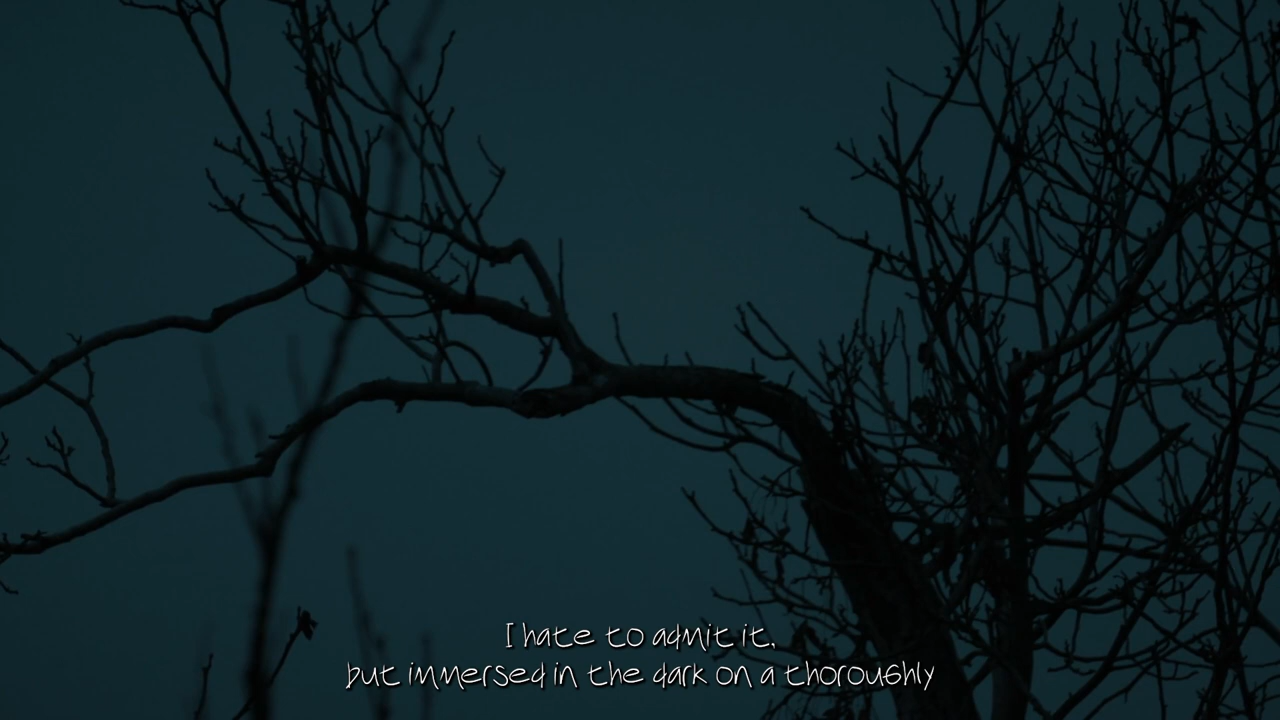 I hate to admit it,
but immersed in the dark on a thoroughly